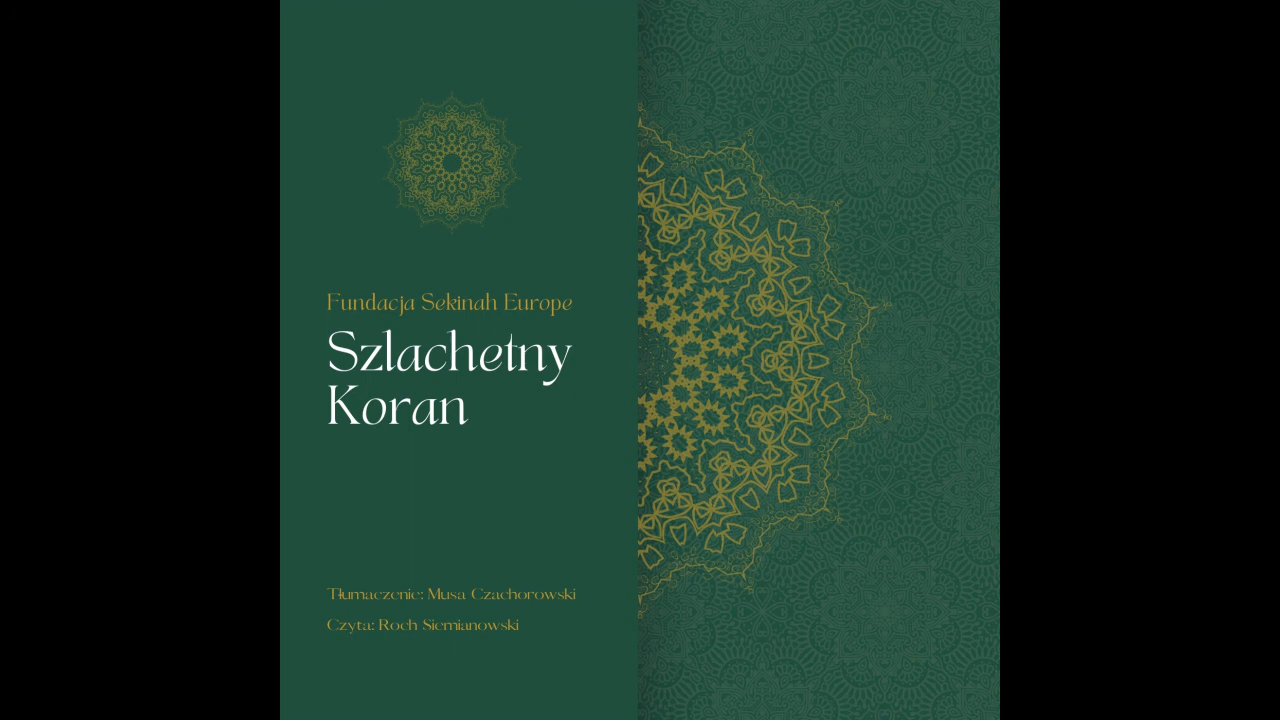 Fundacja Sekinah Europe
Szlachetny
Koran
Tłumaczenie: Musa Czachorowski
Czyta: Roch Siemianowski